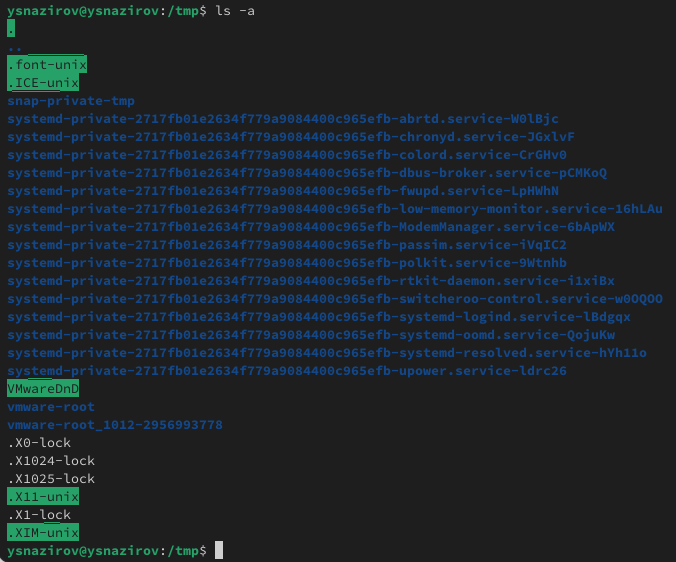 ysnazirov@ysnazirov:/tmp$ ls -a
.
..
.font-unix
.ICE-unix
snap-private-tmp
systemd-private-2717fb01e2634f779a9084400c965efb-abrtd.service-W0lBjc
systemd-private-2717fb01e2634f779a9084400c965efb-chronyd.service-JGxlvF
systemd-private-2717fb01e2634f779a9084400c965efb-colord.service-CrGHv0
systemd-private-2717fb01e2634f779a9084400c965efb-dbus-broker.service-pCMKoQ
systemd-private-2717fb01e2634f779a9084400c965efb-fwupd.service-LpHWhN
systemd-private-2717fb01e2634f779a9084400c965efb-low-memory-monitor.service-16hLAu
systemd-private-2717fb01e2634f779a9084400c965efb-ModemManager.service-6bApWX
systemd-private-2717fb01e2634f779a9084400c965efb-passim.service-iVqIC2
systemd-private-2717fb01e2634f779a9084400c965efb-polkit.service-9Wtnhb
systemd-private-2717fb01e2634f779a9084400c965efb-rtkit-daemon.service-i1xiBx
systemd-private-2717fb01e2634f779a9084400c965efb-switcheroo-control.service-w0OQOO
systemd-private-2717fb01e2634f779a9084400c965efb-systemd-logind.service-lBdgqx
systemd-private-2717fb01e2634f779a9084400c965efb-systemd-oomd.service-QojuKw
systemd-private-2717fb01e2634f779a9084400c965efb-systemd-resolved.service-hYh11o
systemd-private-2717fb01e2634f779a9084400c965efb-upower.service-ldrc26
VMwareDnD
vmware-root
vmware-root_1012-2956993778
.X0-lock
.X1024-lock
.X1025-lock
.X11-unix
.X1-lock
.XIM-unix
ysnazirov@ysnazirov:/tmp$